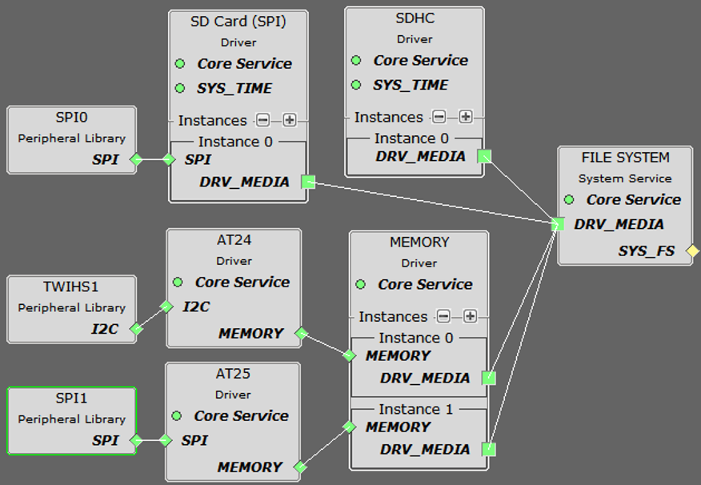 SD Card (SPI)
Driver
Core Service
SYS_TIME
Instances
Instance 0
SPI
DRV_MEDIA
SDHC
Driver
Core Service
SYS_TIME
Instances
Instance 0
DRV_MEDIA
SPI0
Peripheral Library
SPI
FILE SYSTEM
System Service
Core Service
DRV_MEDIA
SYS_FS
AT24
Driver
Core Service
I2C
MEMORY
MEMORY
Driver
Core Service
Instances
Instance 0
MEMORY
DRV_MEDIA
Instance 1
MEMORY
DRV_MEDIA
TWIHS1
Peripheral Library
I2C
AT25
Driver
Core Service
SPI
MEMORY
SPI1
Peripheral Library
SPI